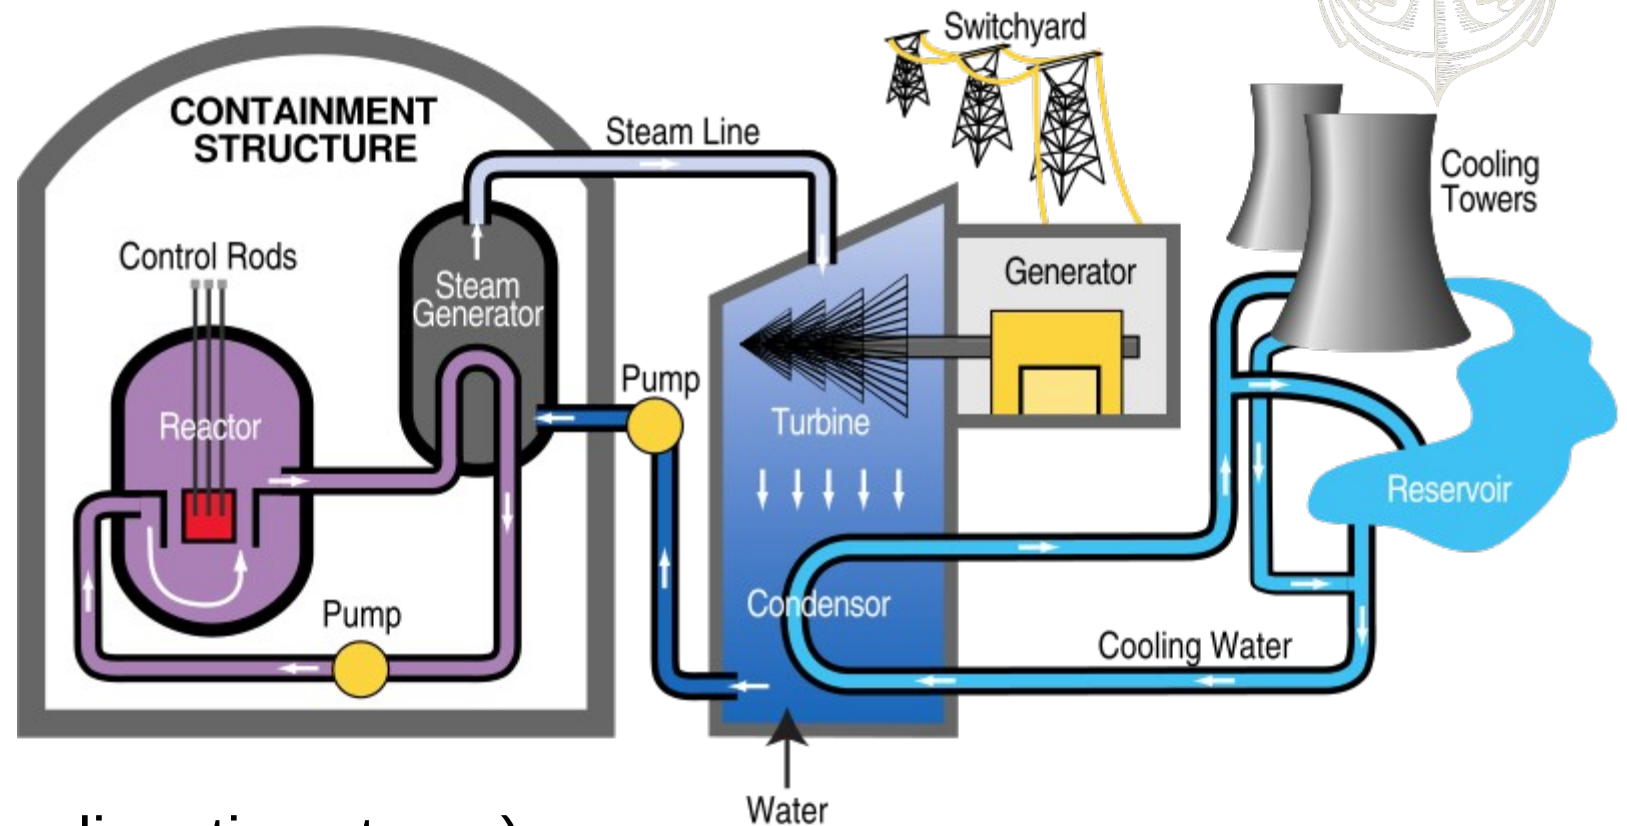 Switchyard
CONTAINMENT
STRUCTURE
Steam Line
Cooling
Towers
Control Rods
Steam
Generator
Generator
Pump
Reactor
Turbine
Reservoir
Pump
Condensor
Cooling Water
Water